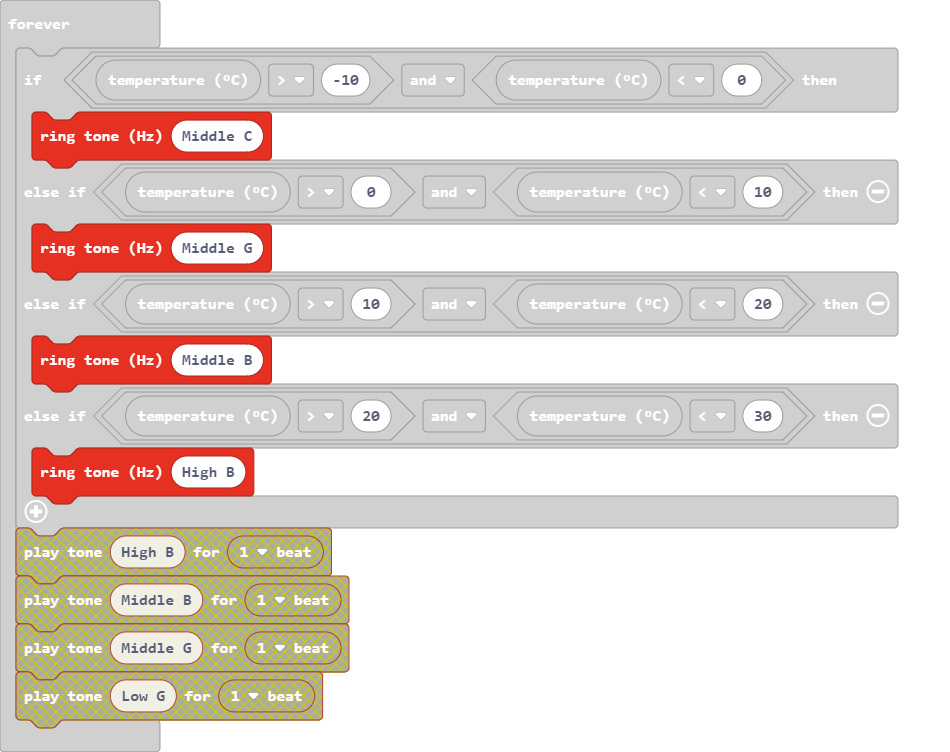 forever
if temperature (ºC) > -10 and temperature (ºC) < 0 then
ring tone (Hz) Middle C
else if temperature (ºC) > 0 and temperature (ºC) < 10 then
ring tone (Hz) Middle G
else if temperature (ºC) > 10 and temperature (ºC) < 20 then
ring tone (Hz) Middle B
else if temperature (ºC) > 20 and temperature (ºC) < 30 then
ring tone (Hz) High B
play tone High B for 1 beat
play tone Middle B for 1 beat
play tone Middle G for 1 beat
play tone Low G for 1 beat